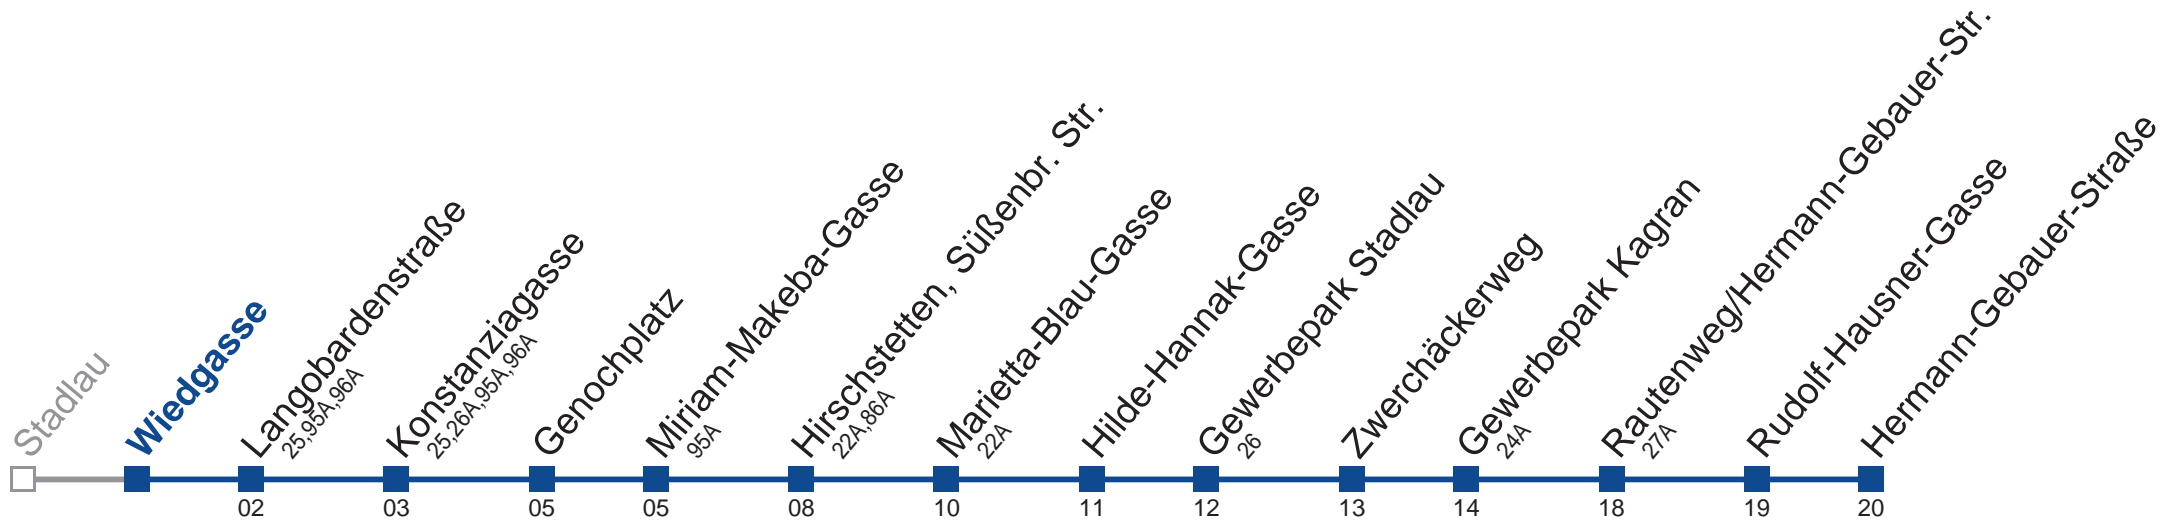 Stadlau
Wiedgasse
Langobardenstraße
25,95A,96A
Konstanziagasse
25,26A,95A,96A
Genochplatz
Miriam-Makeba-Gasse
95A
Hirschstetten, Süßenbr. Str.
22A,86A
Marietta-Blau-Gasse
22A
Hilde-Hannak-Gasse
Gewerbepark Stadlau
26
Zwerchäckerweg
Gewerbepark Kagran
24A
Rautenweg/Hermann-Gebauer-Str.
27A
Rudolf-Hausner-Gasse
Hermann-Gebauer-Straße
02 03 05 05 08 10 11 12 13 14 18 19 20